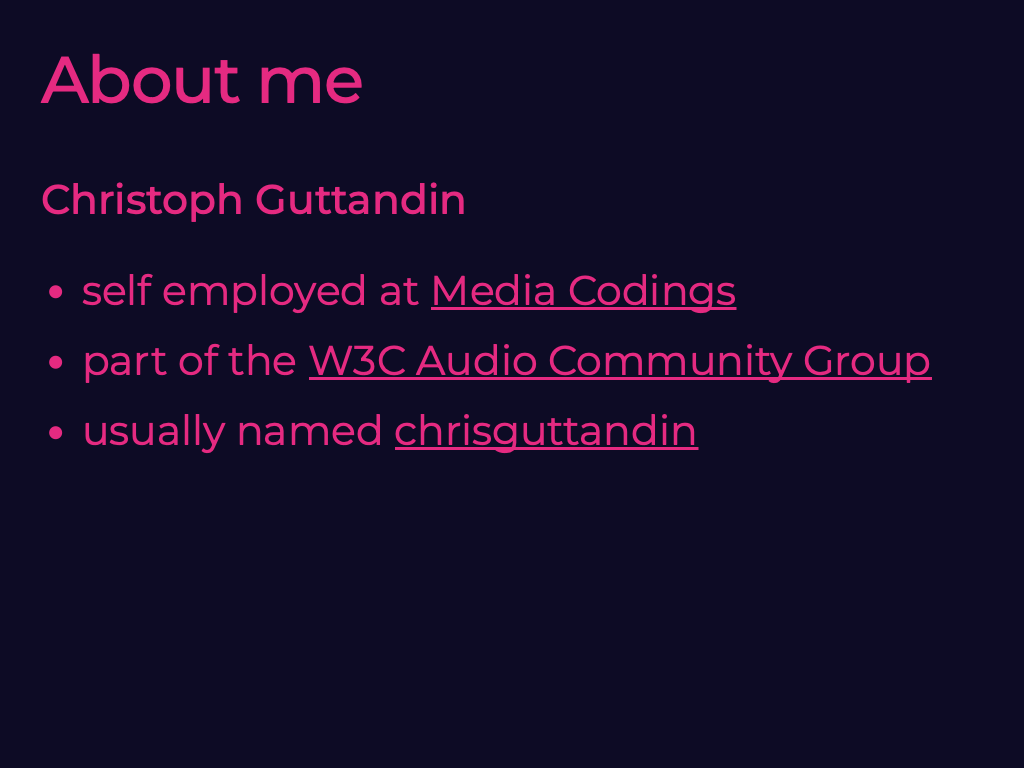 About me
Christoph Guttandin
• self employed at Media Codings
• part of the W3C Audio Community Group
• usually named chrisguttandin